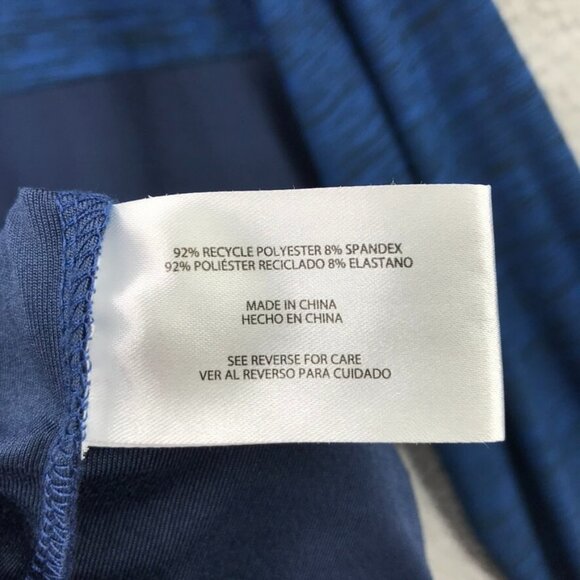 92% RECYCLE POLYESTER 8% SPANDEX
92% POLIÉSTER RECICLADO 8% ELASTANO
MADE IN CHINA
HECHO EN CHINA
SEE REVERSE FOR CARE
VER AL REVERSO PARA CUIDADO